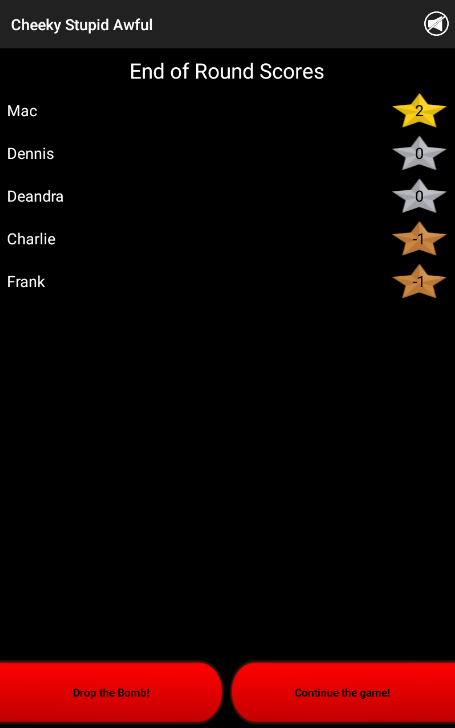 Cheeky Stupid Awful
End of Round Scores
Mac 2
Dennis 0
Deandra 0
Charlie -1
Frank -1
Drop the Bomb! Continue the game!